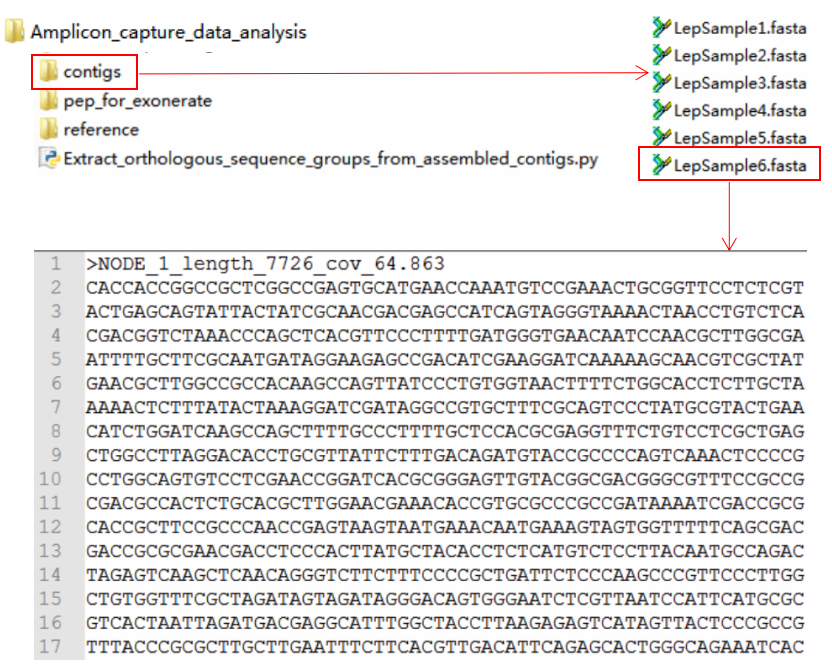 Amplicon_capture_data_analysis
contigs
pep_for_exonerate
reference
Extract_orthologous_sequence_groups_from_assembled_contigs.py
LepSample1.fasta
LepSample2.fasta
LepSample3.fasta
LepSample4.fasta
LepSample5.fasta
LepSample6.fasta
1 >NODE_1_length_7726_cov_64.863
2 CACCACCGGCCGCTCGGCCGAGTGCATGAACCAAATGTCCGAAACTGCGGTTCCTCTCGT
3 ACTGAGCAGTATTACTATCGCAACGACGAGCCATCAGTAGGGTAAAACTAACCTGTCTCA
4 CGACGGTCTAAACCCAGCTCACGTTCCCTTTTGATGGGTGAACAATCCAACGCTTGGCGA
5 ATTTTGCTTCGCAATGATAGGAAGAGCCGACATCGAAGGATCAAAAAGCAACGTCGCTAT
6 GAACGCTTGGCCGCCACAAGCCAGTTATCCCTGTGGTAACTTTTCTGGCACCTCTTGCTA
7 AAAACTCTTTATACTAAAGGATCGATAGGCCGTGCTTTCGCAGTCCCTATGCGTACTGAA
8 CATCTGGATCAAGCCAGCTTTTGCCCTTTTGCTCCACGCGAGGTTTCTGTCCTCGCTGAG
9 CTGGCCTTAGGACACCTGCGTTATTCTTTGACAGATGTACCGCCCCAGTCAAACTCCCCG
10 CCTGGCAGTGTCCTCGAACCGGATCACGCGGGAGTTGTACGGCGACGGGCGTTTCCGCCG
11 CGACGCCACTCTGCACGCTTGGAACGAAACACCGTGCGCCCGCCGATAAAATCGACCGCG
12 CACCGCTTCCGCCCAACCGAGTAAGTAATGAAACAATGAAAGTAGTGGTTTTTCAGCGAC
13 GACCGCGCGAACGACCTCCCACTTATGCTACACCTCTCATGTCTCCTTACAATGCCAGAC
14 TAGAGTCAAGCTCAACAGGGTCTTCTTTCCCCGCTGATTCTCCCAAGCCCGTTCCCTTGG
15 CTGTGGTTTCGCTAGATAGTAGATAGGGACAGTGGGAATCTCGTTAATCCATTCATGCGC
16 GTCACTAATTAGATGACGAGGCATTTGGCTACCTTAAGAGAGTCATAGTTACTCCCGCCG
17 TTTACCCGCGCTTGCTTGAATTTCTTCACGTTGACATTCAGAGCACTGGGCAGAAATCAC